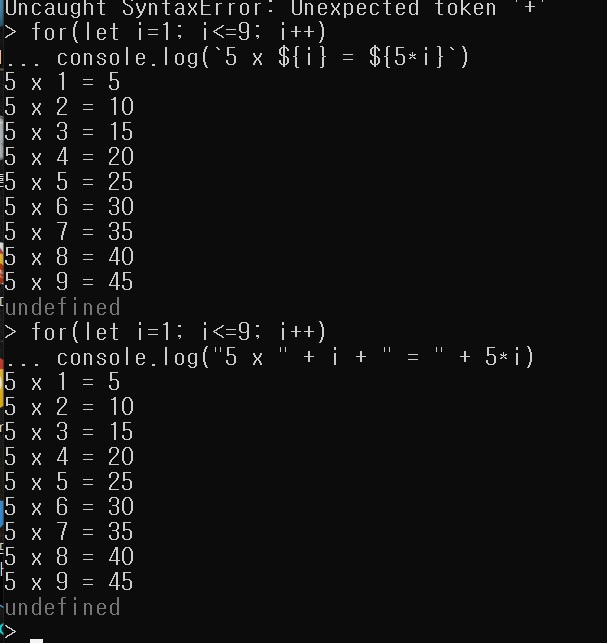 Uncaught SyntaxError: Unexpected token '+'
> for(let i=1; i<=9; i++)
... console.log(`5 x ${i} = ${5*i}`)
5 x 1 = 5
5 x 2 = 10
5 x 3 = 15
5 x 4 = 20
5 x 5 = 25
5 x 6 = 30
5 x 7 = 35
5 x 8 = 40
5 x 9 = 45
undefined
> for(let i=1; i<=9; i++)
... console.log("5 x " + i + " = " + 5*i)
5 x 1 = 5
5 x 2 = 10
5 x 3 = 15
5 x 4 = 20
5 x 5 = 25
5 x 6 = 30
5 x 7 = 35
5 x 8 = 40
5 x 9 = 45
undefined
>